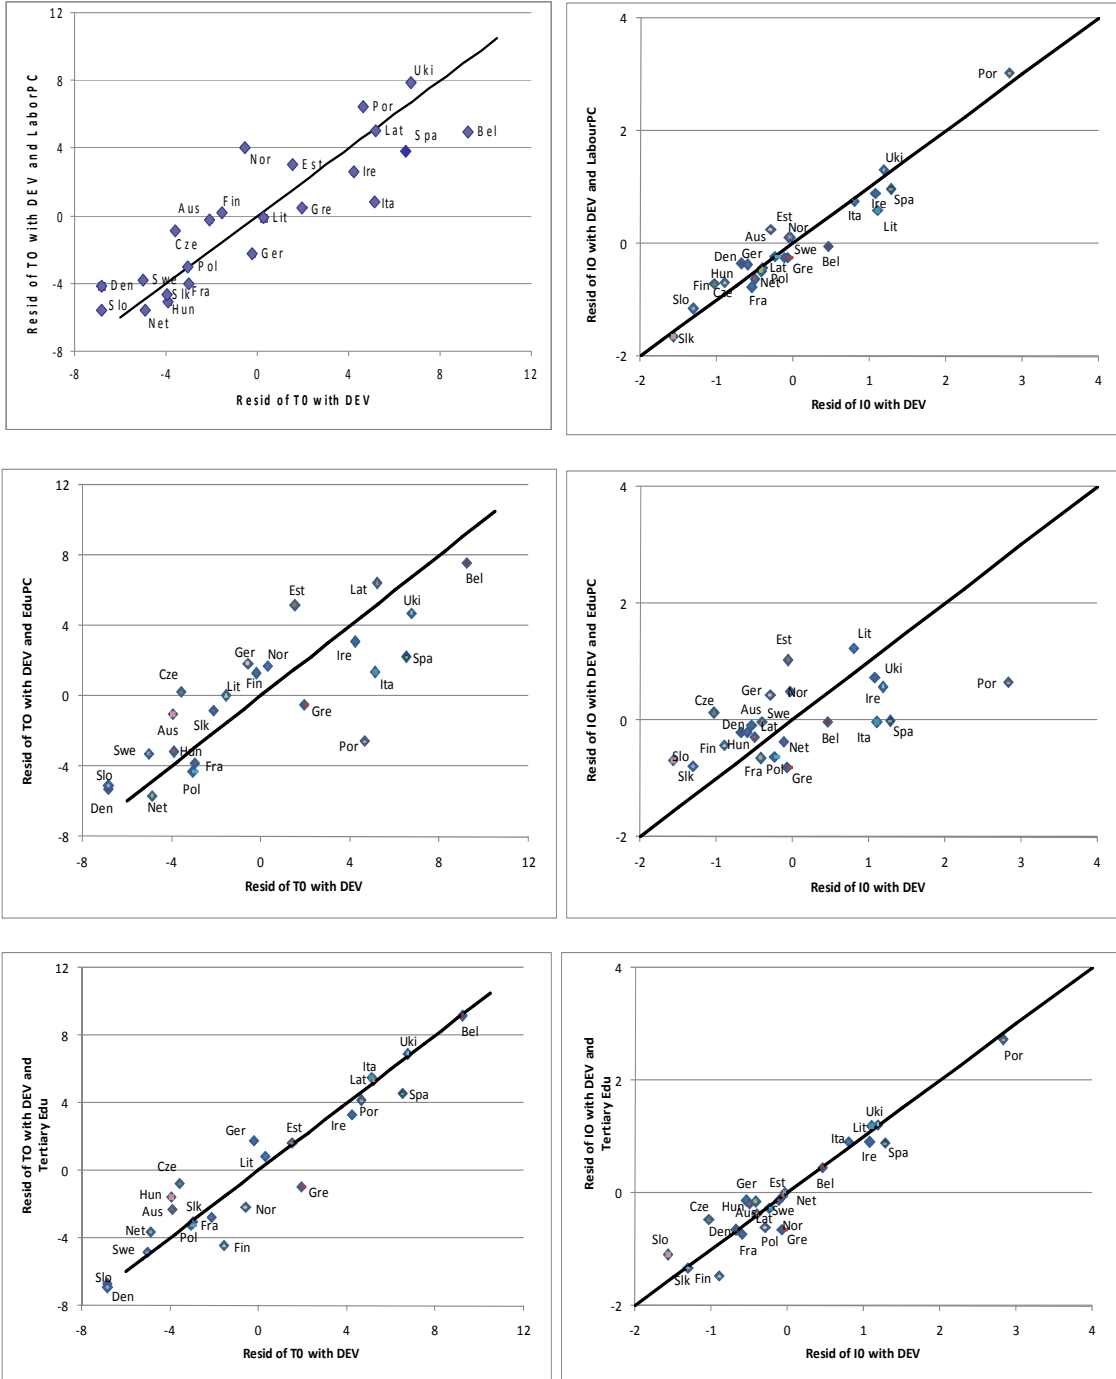 12
8
4
0
-4
-8
-8
-4
0
4
8
12
Resid of T0 with DEV and LaborPC
Resid of T0 with DEV
Uki
Por
Lat
Spa
Bel
Nor
Est
Ire
Ita
Fin
Aus
Lit
Gre
Cze
Ger
Pol
Den
Swe
Slk
Fra
Slo
Hun
Net
4
2
0
-2
-2
-1
0
1
2
3
4
Resid of I0 with DEV and LabourPC
Resid of I0 with DEV
Por
Uki
Spa
Ire
Ita
Lit
Est
Nor
Aus
Swe
Bel
Den
Ger
Lat
Gre
Hun
Pol
Fin
Net
Cze
Fra
Slo
Slk
12
8
4
0
-4
-8
-8
-4
0
4
8
12
Resid of T0 with DEV and EduPC
Resid of T0 with DEV
Bel
Est
Lat
Uki
Ger
Nor
Ire
Spa
Cze
Lit
Fin
Ita
Gre
Aus
Slk
Por
Swe
Hun
Fra
Slo
Pol
Den
Net
4
2
0
-2
-2
-1
0
1
2
3
4
Resid of I0 with DEV and EduPC
Resid of I0 with DEV
Est
Lit
Uki
Ire
Por
Ger
Nor
Cze
Aus
Swe
Den
Lat
Bel
Ita
Spa
Fin
Hun
Net
Slo
Slk
Fra
Pol
Gre
12
8
4
0
-4
-8
-8
-4
0
4
8
12
Resid of T0 with DEV and
Tertiary Edu
Resid of T0 with DEV
Bel
Uki
Ita
Lat
Spa
Por
Ire
Est
Ger
Lit
Cze
Hun
Gre
Aus
Slk
Nor
Net
Fra
Pol
Swe
Fin
Slo
Den
4
2
0
-2
-2
-1
0
1
2
3
4
Resid of I0 with DEV and
Tertiary Edu
Resid of I0 with DEV
Por
Uki
Lit
Ita
Ire
Spa
Bel
Est
Ger
Net
Cze
Hun
Aus
Swe
Lat
Den
Nor
Pol
Gre
Fra
Slo
Slk
Fin